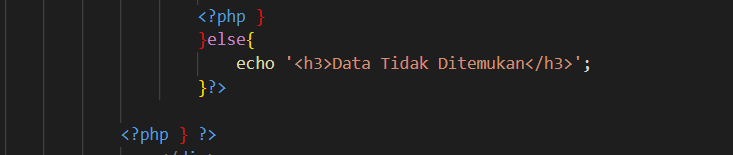 <?php }
}else{
echo '<h3>Data Tidak Ditemukan</h3>';
}?>
<?php } ?>